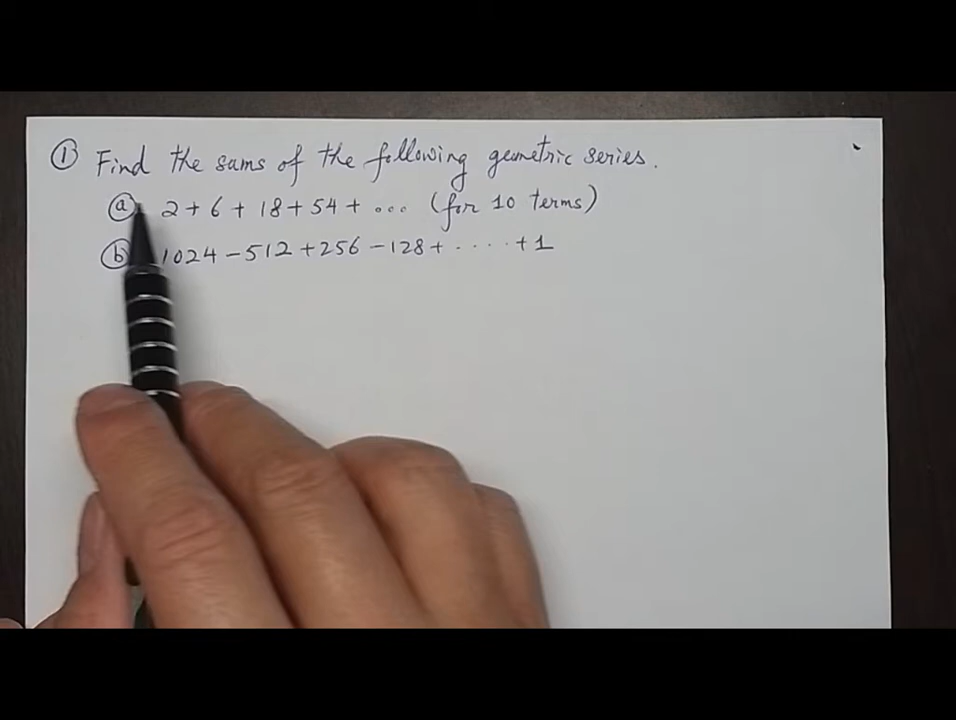 ① Find the sums of the following geometric series.
ⓐ 2 + 6 + 18 + 54 + ... (for 10 terms)
ⓑ 1024 - 512 + 256 - 128 + .... + 1